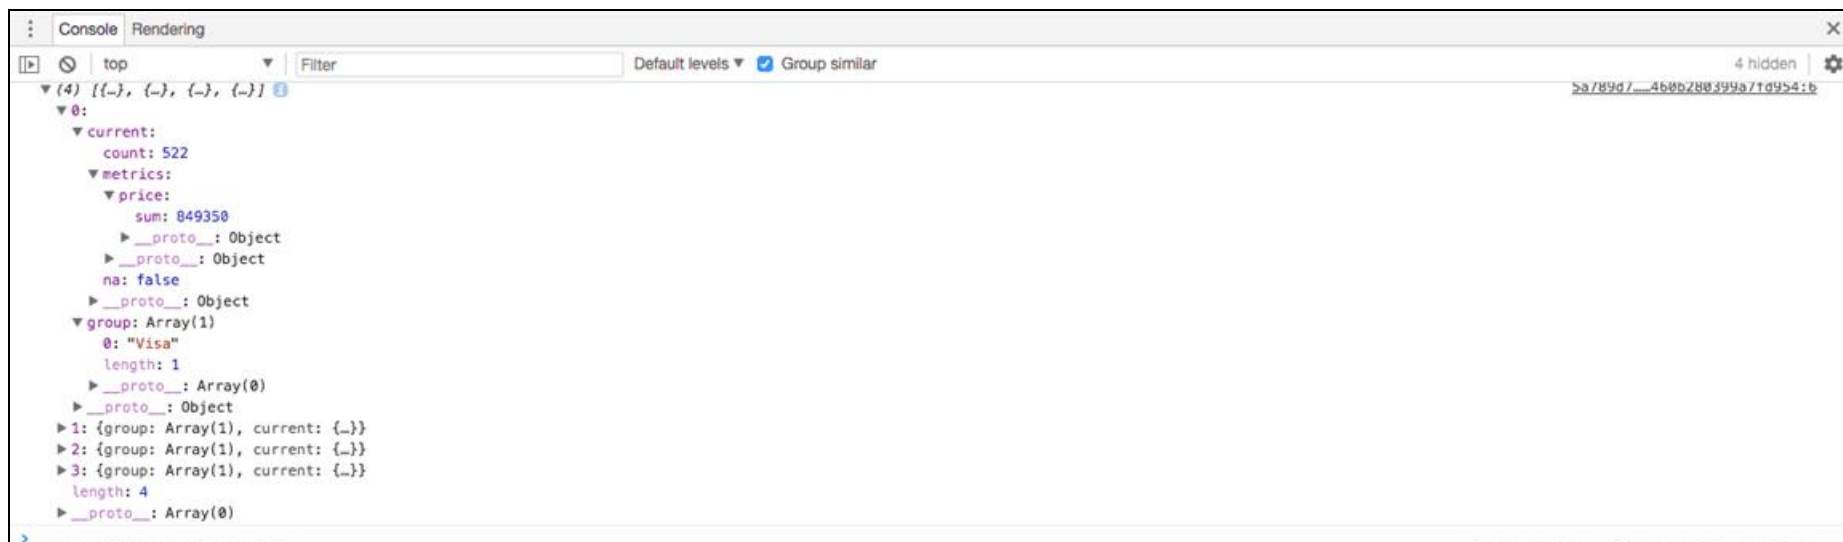 Console Rendering
top Filter Default levels Group similar 4 hidden
(4) [{…}, {…}, {…}, {…}]
0:
current:
count: 522
metrics:
price:
sum: 849350
__proto__: Object
__proto__: Object
na: false
__proto__: Object
group: Array(1)
0: "Visa"
length: 1
__proto__: Array(0)
__proto__: Object
1: {group: Array(1), current: {…}}
2: {group: Array(1), current: {…}}
3: {group: Array(1), current: {…}}
length: 4
__proto__: Array(0)